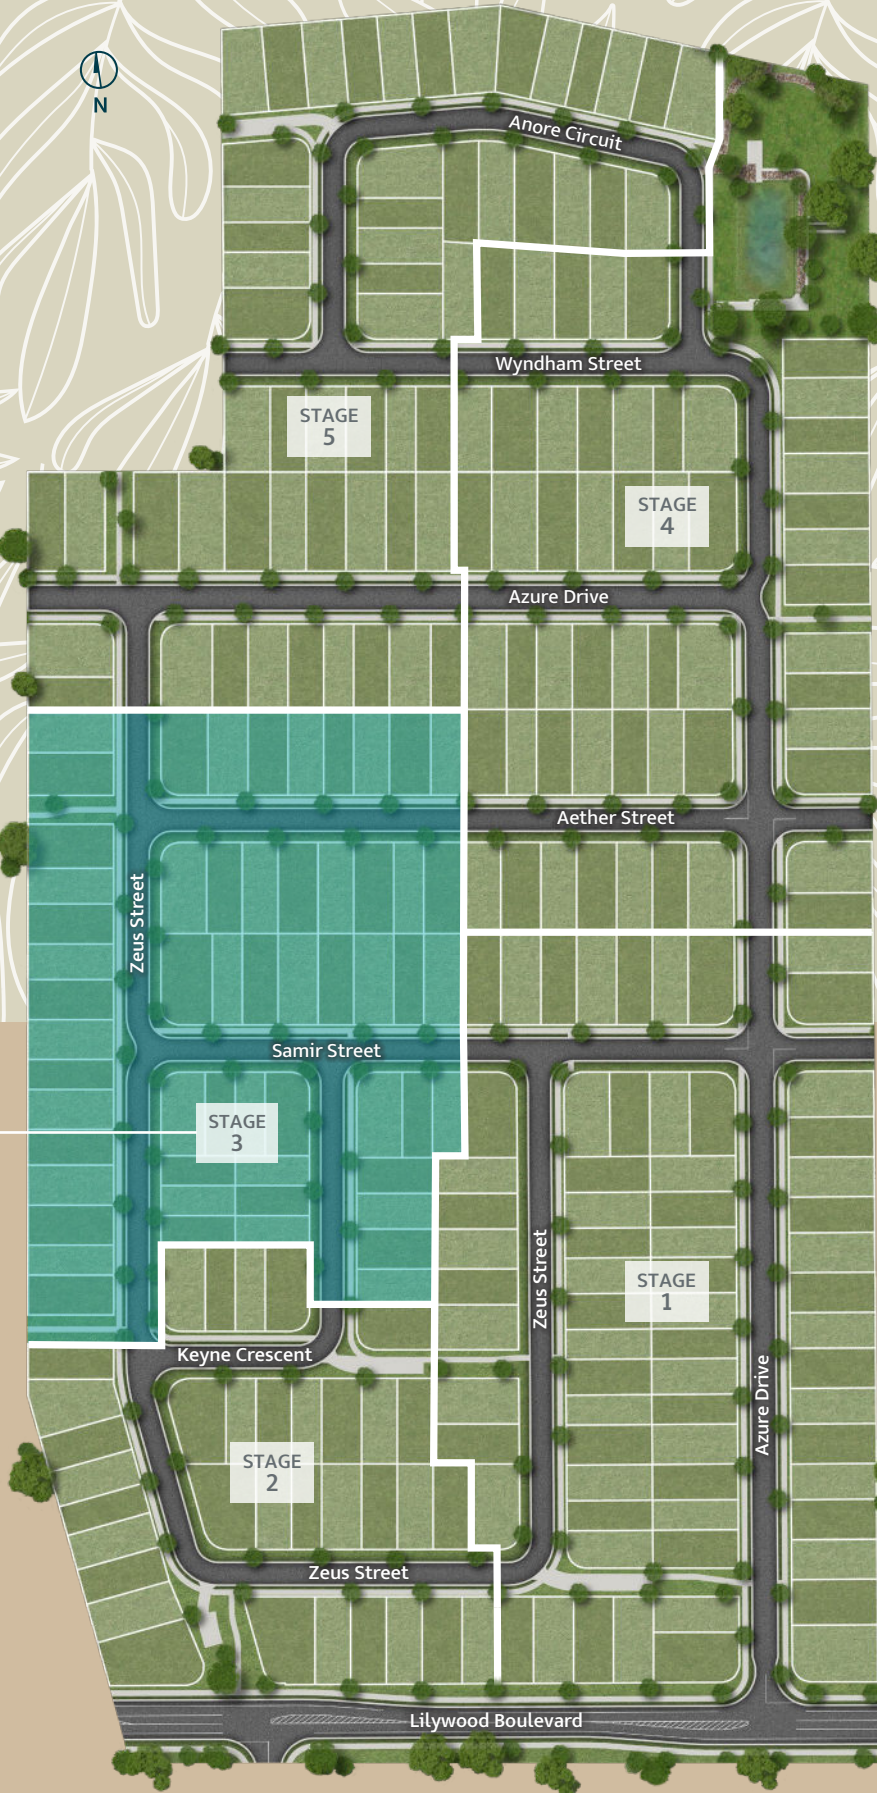 N
Anore Circuit
Wyndham Street
STAGE
5
STAGE
4
Azure Drive
Aether Street
Zeus Street
Samir Street
STAGE
3
Zeus Street
STAGE
1
Keyne Crescent
Azure Drive
STAGE
2
Zeus Street
Lilywood Boulevard